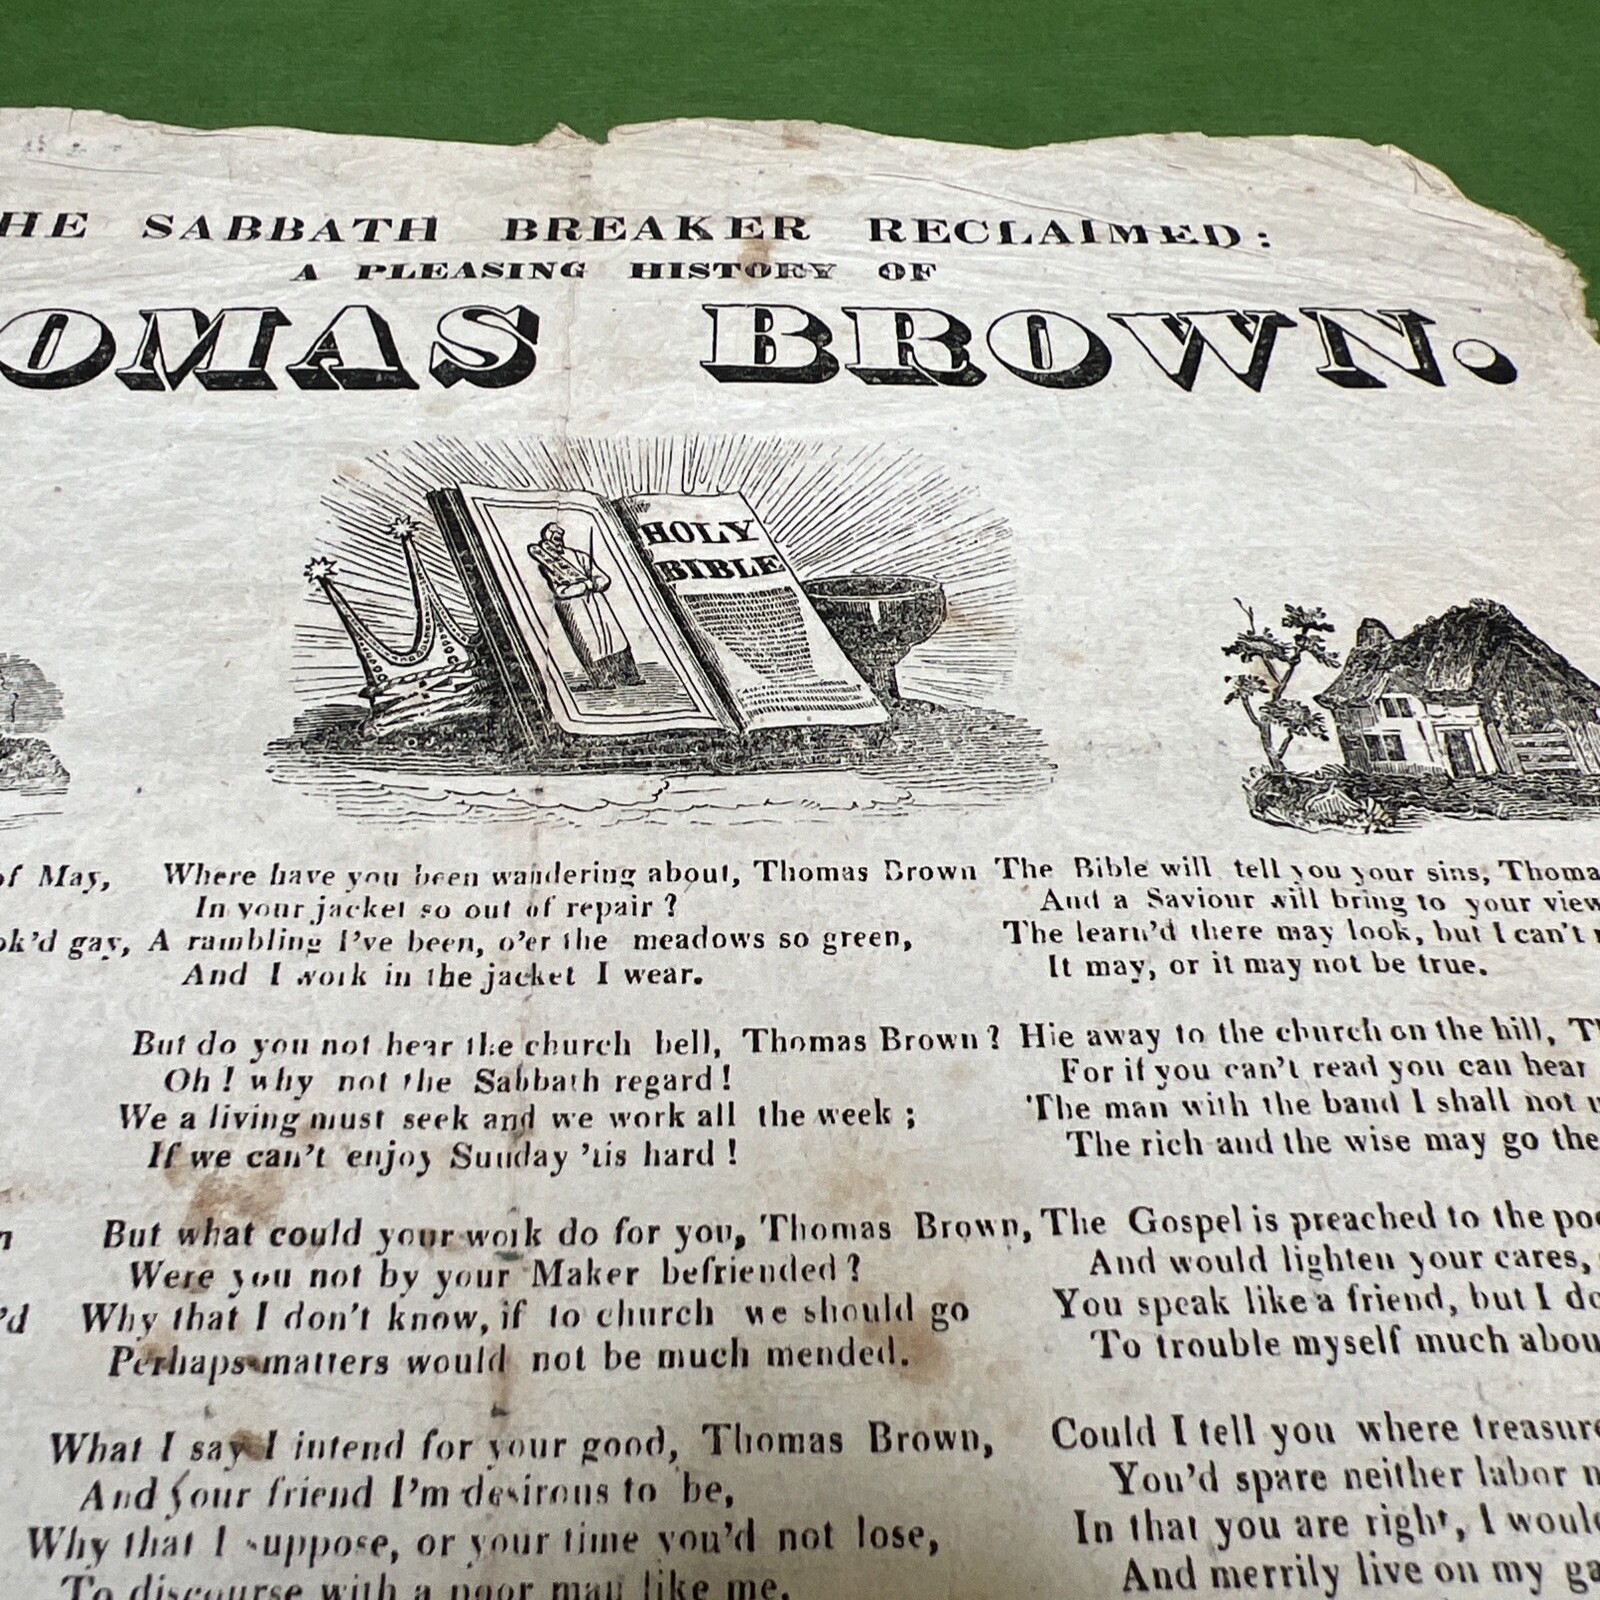 HE SABBATH BREAKER RECLAIMED:
A PLEASING HISTORY OF
OMAS BROWN.
HOLY
BIBLE
of May,
ok'd gay,
n
'd
Where have you been wandering about, Thomas Brown
In your jacket so out of repair?
A rambling I've been, o'er the meadows so green,
And I work in the jacket I wear.
But do you not hear the church bell, Thomas Brown?
Oh! why not the Sabbath regard!
We a living must seek and we work all the week;
If we can't enjoy Sunday 'tis hard!
But what could your work do for you, Thomas Brown,
Were you not by your Maker befriended?
Why that I don't know, if to church we should go
Perhaps matters would not be much mended.
What I say I intend for your good, Thomas Brown,
And your friend I'm desirous to be,
Why that I suppose, or your time you'd not lose,
To discourse with a poor man like me.
The Bible will tell you your sins, Thoma
And a Saviour will bring to your view
The learn'd there may look, but I can't
It may, or it may not be true.
Hie away to the church on the hill, T
For if you can't read you can hear
The man with the band I shall not
The rich and the wise may go the
The Gospel is preached to the po
And would lighten your cares,
You speak like a friend, but I do
To trouble myself much abou
Could I tell you where treasure
You'd spare neither labor n
In that you are right, I woul
And merrily live on my ga